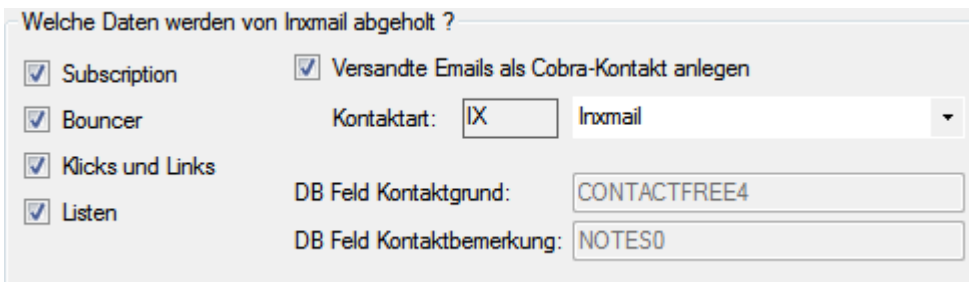 Welche Daten werden von Inxmail abgeholt ?
Subscription
Versandte Emails als Cobra-Kontakt anlegen
Bouncer
Kontaktart: IX Inxmail
Klicks und Links
DB Feld Kontaktgrund: CONTACTFREE4
Listen
DB Feld Kontaktbemerkung: NOTES0